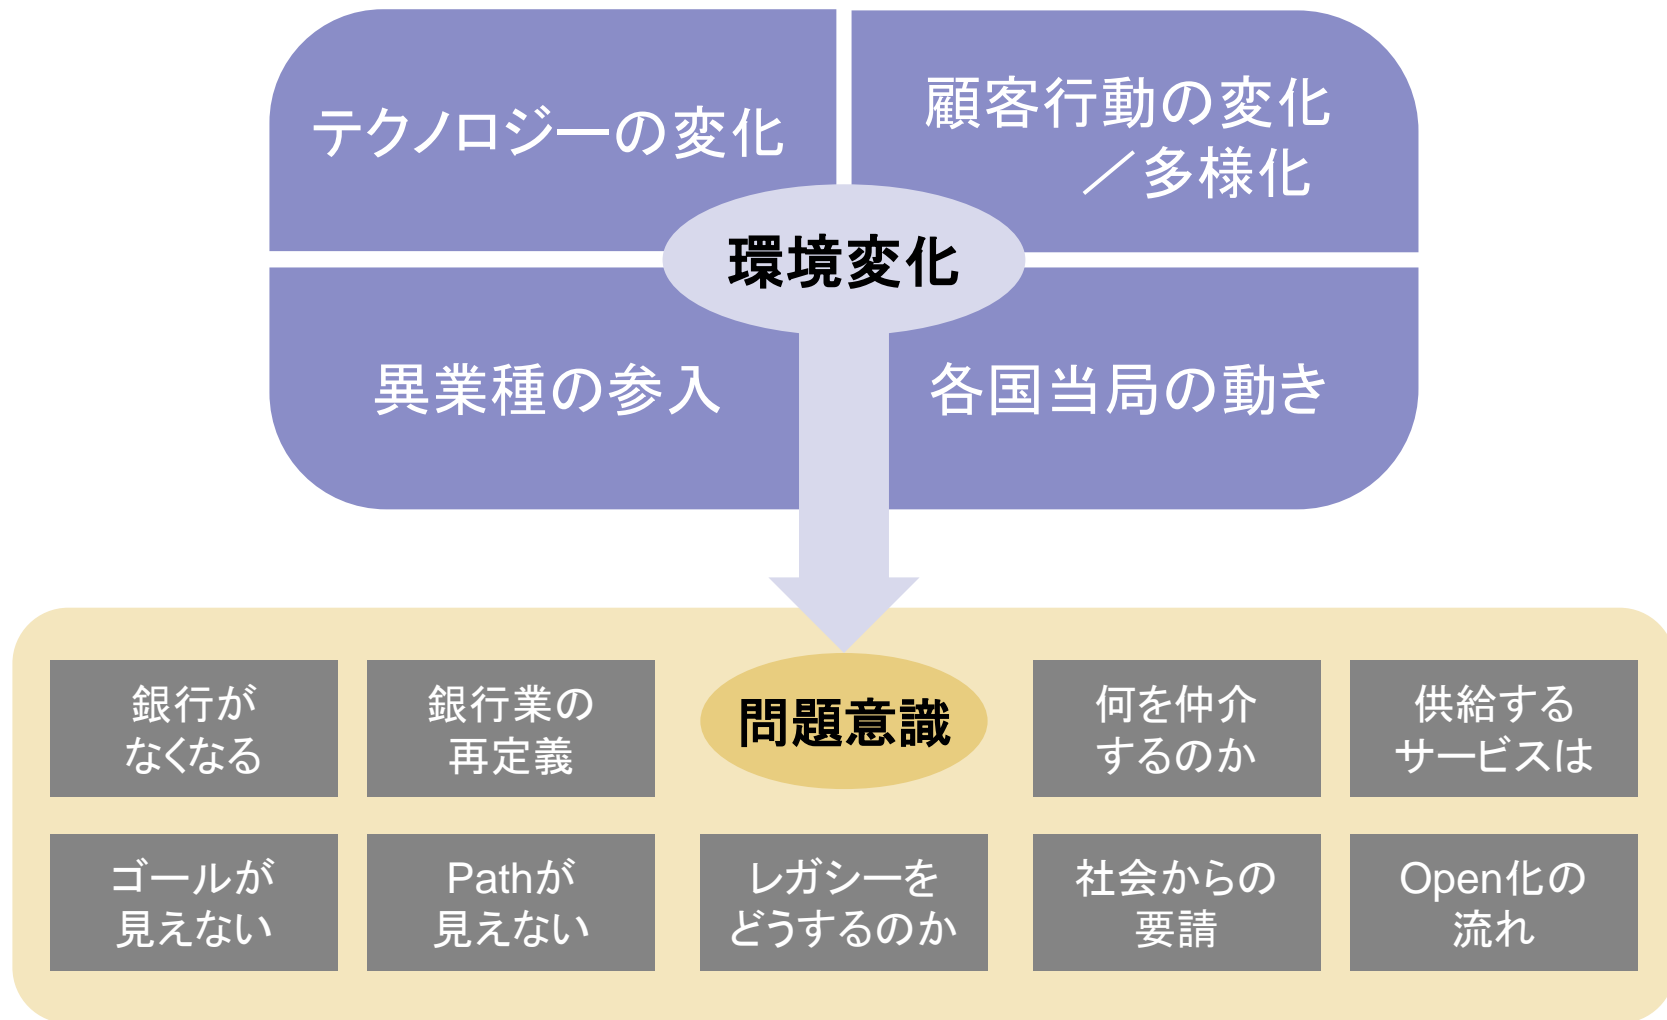 テクノロジーの変化
顧客行動の変化
／多様化
環境変化
異業種の参入
各国当局の動き
銀行が
なくなる
銀行業の
再定義
問題意識
何を仲介
するのか
供給する
サービスは
ゴールが
見えない
Pathが
見えない
レガシーを
どうするのか
社会からの
要請
Open化の
流れ